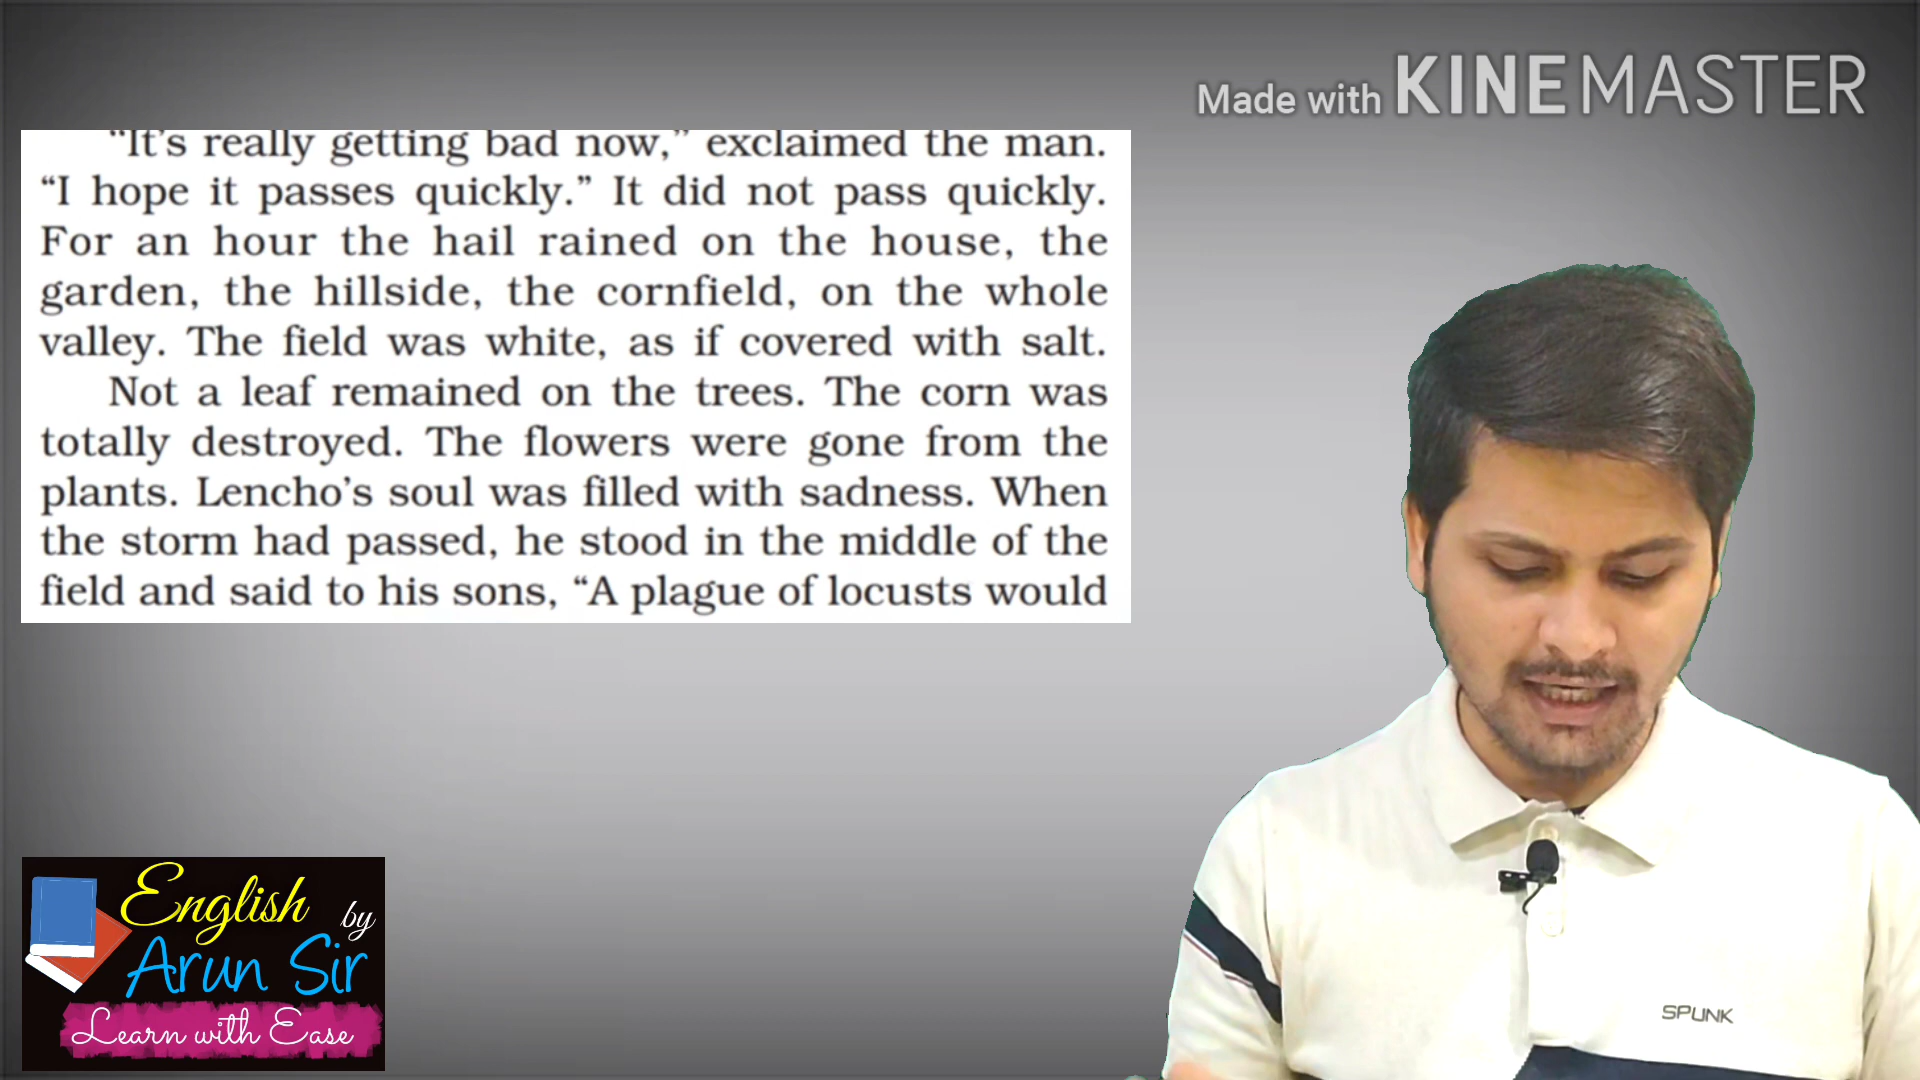 Made with KINEMASTER
“It’s really getting bad now,” exclaimed the man.
“I hope it passes quickly.” It did not pass quickly.
For an hour the hail rained on the house, the
garden, the hillside, the cornfield, on the whole
valley. The field was white, as if covered with salt.
Not a leaf remained on the trees. The corn was
totally destroyed. The flowers were gone from the
plants. Lencho’s soul was filled with sadness. When
the storm had passed, he stood in the middle of the
field and said to his sons, “A plague of locusts would
English by
Arun Sir
Learn with Ease
SPUNK